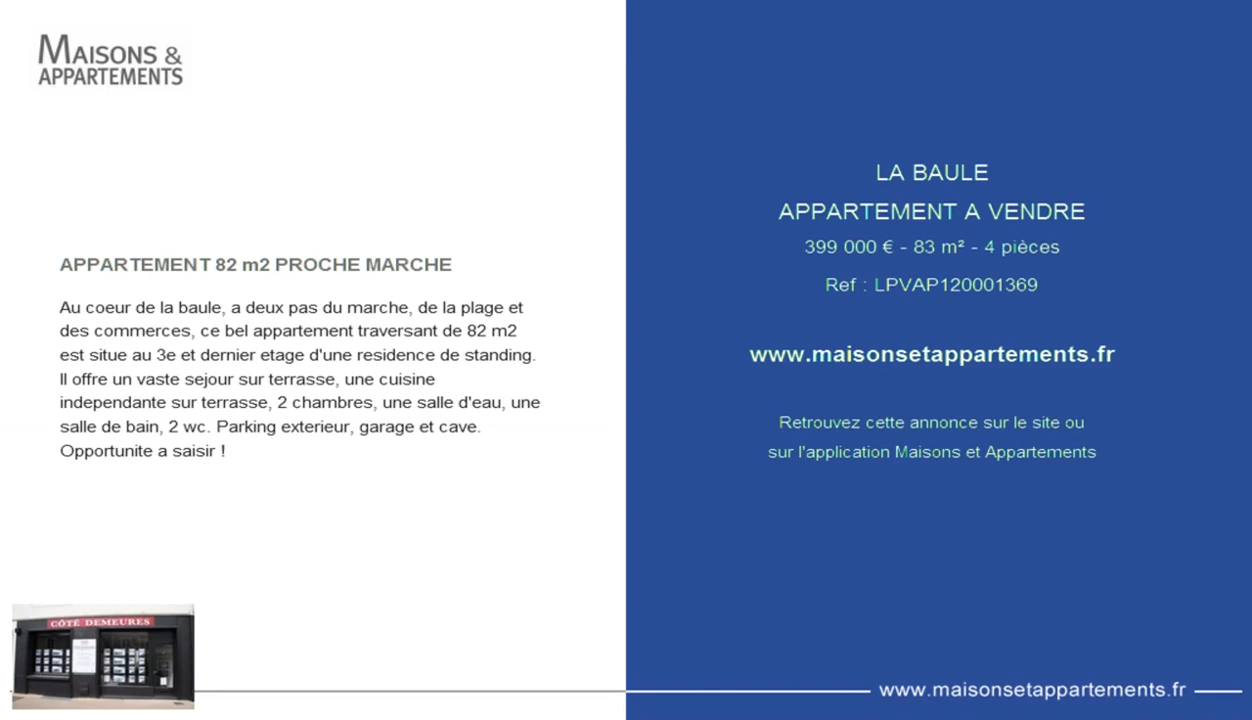 MAISONS &
APPARTEMENTS
APPARTEMENT 82 m2 PROCHE MARCHE
Au coeur de la baule, a deux pas du marche, de la plage et
des commerces, ce bel appartement traversant de 82 m2
est situe au 3e et dernier etage d'une residence de standing.
Il offre un vaste sejour sur terrasse, une cuisine
independante sur terrasse, 2 chambres, une salle d'eau, une
salle de bain, 2 wc. Parking exterieur, garage et cave.
Opportunite a saisir !
CÔTÉ DEMEURES
LA BAULE
APPARTEMENT A VENDRE
399 000 € - 83 m² - 4 pièces
Ref : LPVAP120001369
www.maisonsetappartements.fr
Retrouvez cette annonce sur le site ou
sur l'application Maisons et Appartements
www.maisonsetappartements.fr